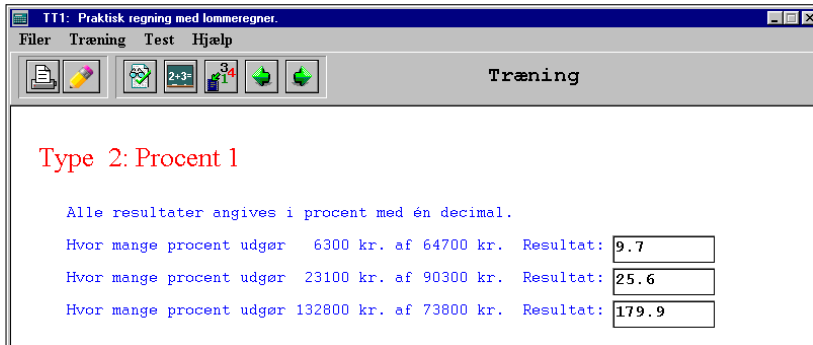 TT1: Praktisk regning med lommeregner.
Filer Træning Test Hjælp
2+3= 3 1 4 Træning
Type 2: Procent 1
Alle resultater angives i procent med én decimal.
Hvor mange procent udgør 6300 kr. af 64700 kr. Resultat: 9.7
Hvor mange procent udgør 23100 kr. af 90300 kr. Resultat: 25.6
Hvor mange procent udgør 132800 kr. af 73800 kr. Resultat: 179.9